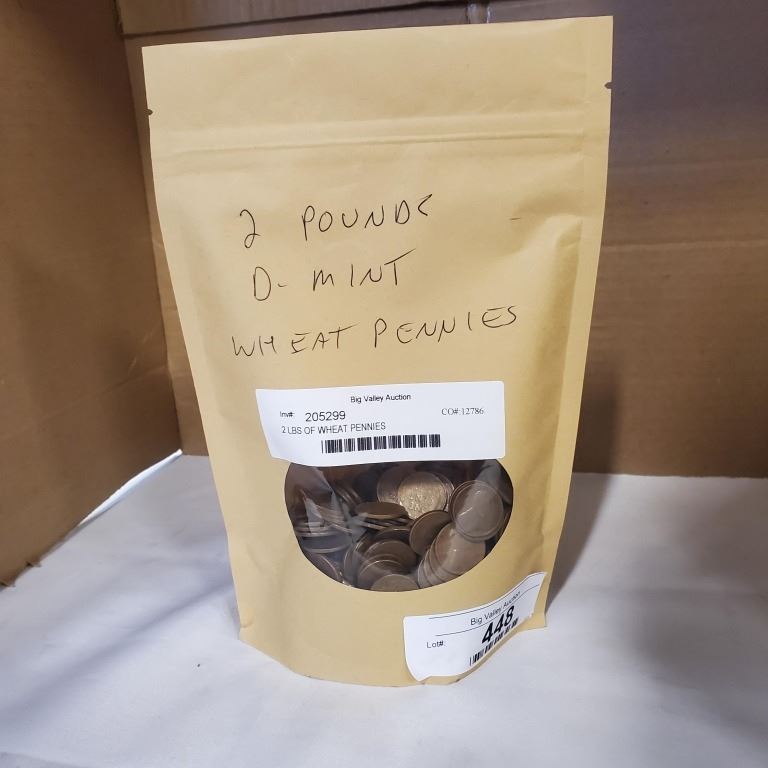 2 POUNDS
D- MINT
WHEAT PENNIES
Big Valley Auction
Inv#: 205299 CO#:12786
2 LBS OF WHEAT PENNIES
Big Valley Auction
Lot#: 448